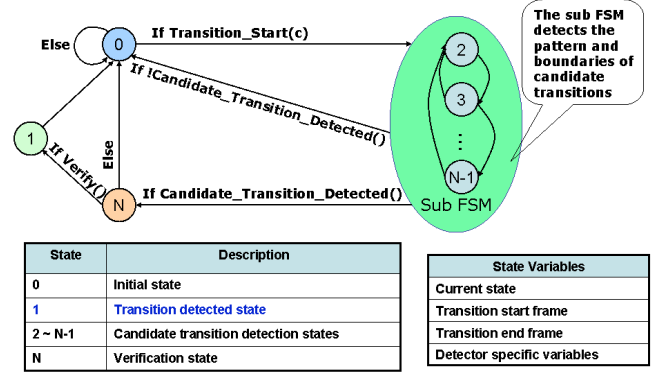 Else
0
If Transition_Start(c)
If !Candidate_Transition_Detected()
2
3
⋮
N-1
Sub FSM
The sub FSM
detects the
pattern and
boundaries of
candidate
transitions
1
If Verify()
Else
N
If Candidate_Transition_Detected()
State Description
0 Initial state
1 Transition detected state
2 ~ N-1 Candidate transition detection states
N Verification state
State Variables
Current state
Transition start frame
Transition end frame
Detector specific variables